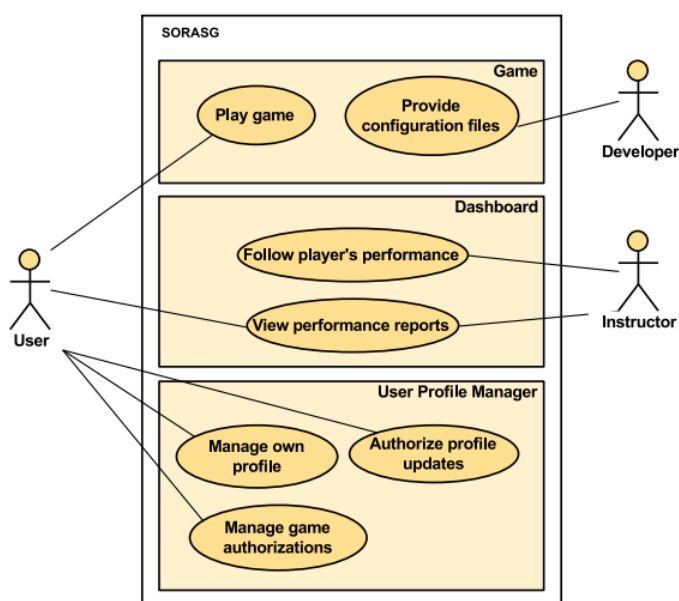 SORASG
Game
Play game
Provide
configuration files
Developer
Dashboard
Follow player's performance
View performance reports
User
Instructor
User Profile Manager
Manage own
profile
Authorize profile
updates
Manage game
authorizations